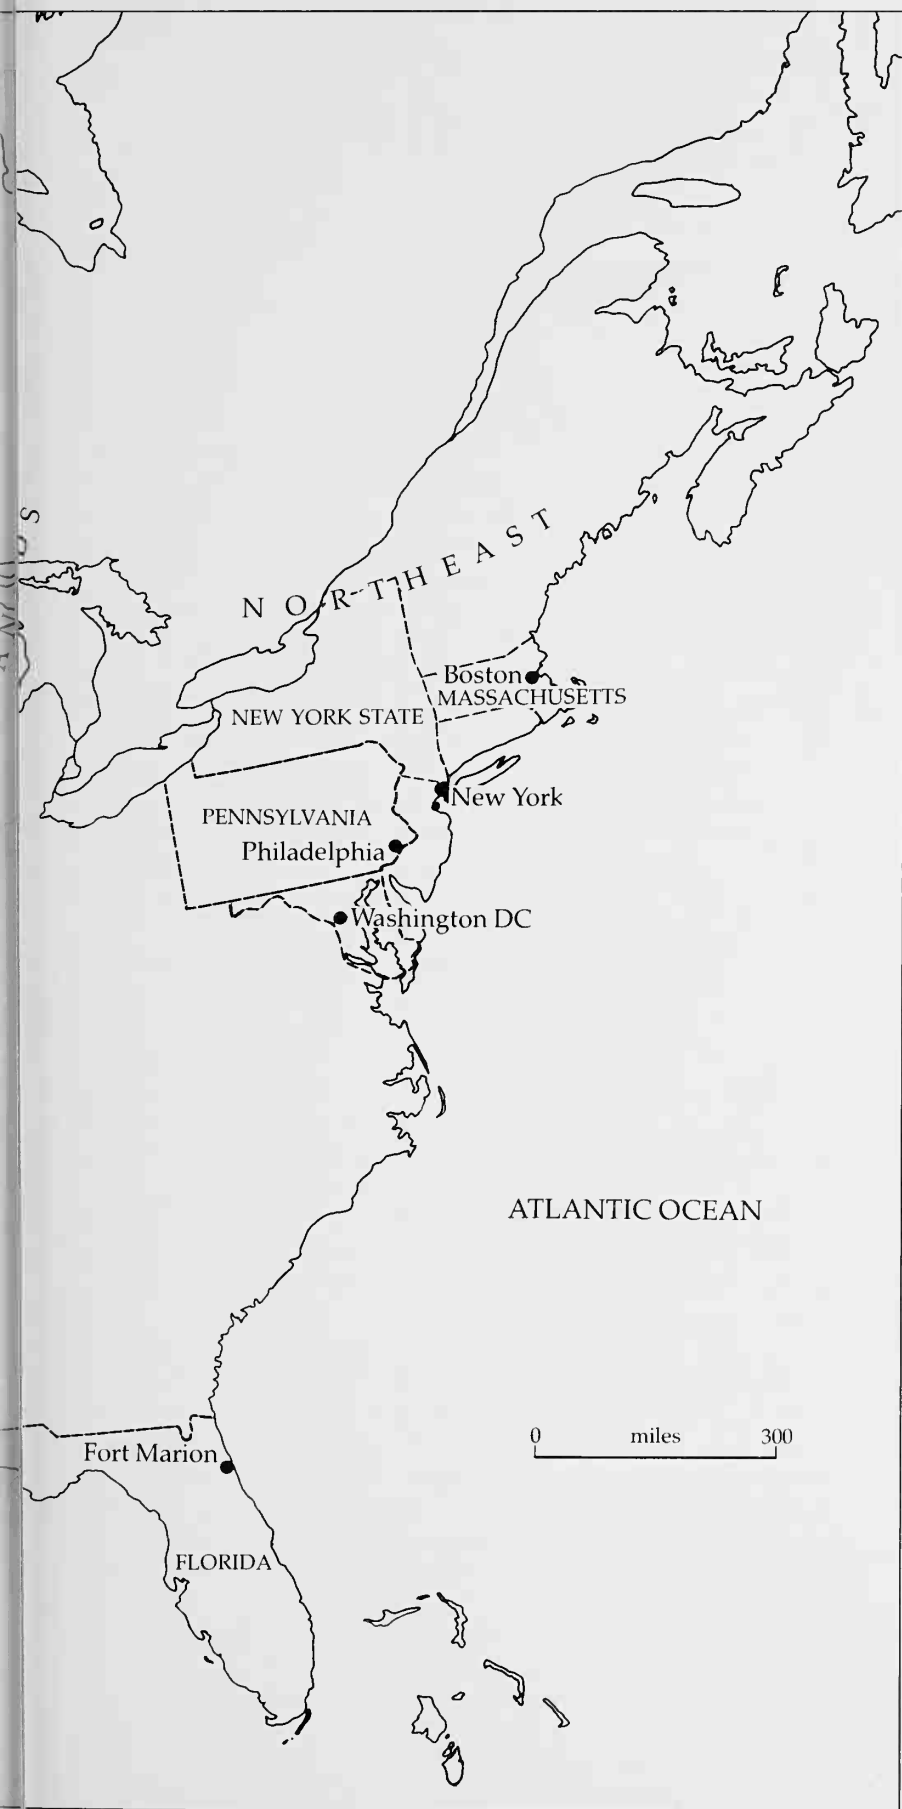 NORTHEAST
Boston
MASSACHUSETTS
NEW YORK STATE
New York
PENNSYLVANIA
Philadelphia
Washington DC
ATLANTIC OCEAN
0 miles 300
Fort Marion
FLORIDA